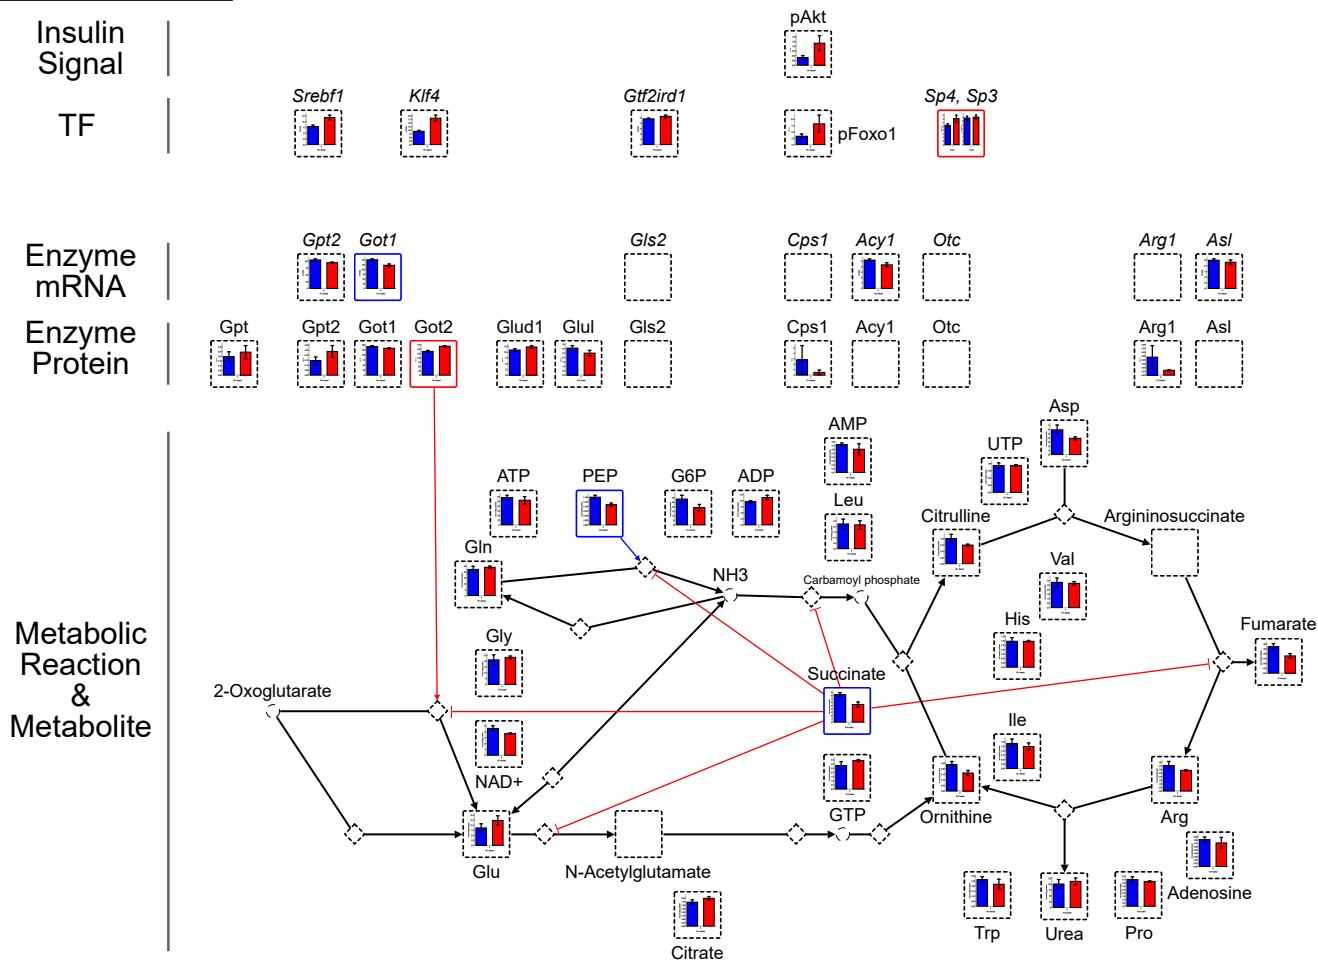 Insulin
Signal
pAkt
TF
Srebf1
Klf4
Gtf2ird1
pFoxo1
Sp4, Sp3
Enzyme
mRNA
Gpt2
Got1
Gls2
Cps1
Acy1
Otc
Arg1
Asl
Enzyme
Protein
Gpt
Gpt2
Got1
Got2
Glud1
Glul
Gls2
Cps1
Acy1
Otc
Arg1
Asl
Metabolic
Reaction
&
Metabolite
Asp
AMP
UTP
ATP
PEP
G6P
ADP
Leu
Citrulline
Argininosuccinate
Gln
NH3
Carbamoyl phosphate
Val
His
Fumarate
Gly
Succinate
2-Oxoglutarate
Ile
NAD+
GTP
Ornithine
Arg
Glu
N-Acetylglutamate
Adenosine
Citrate
Trp
Urea
Pro